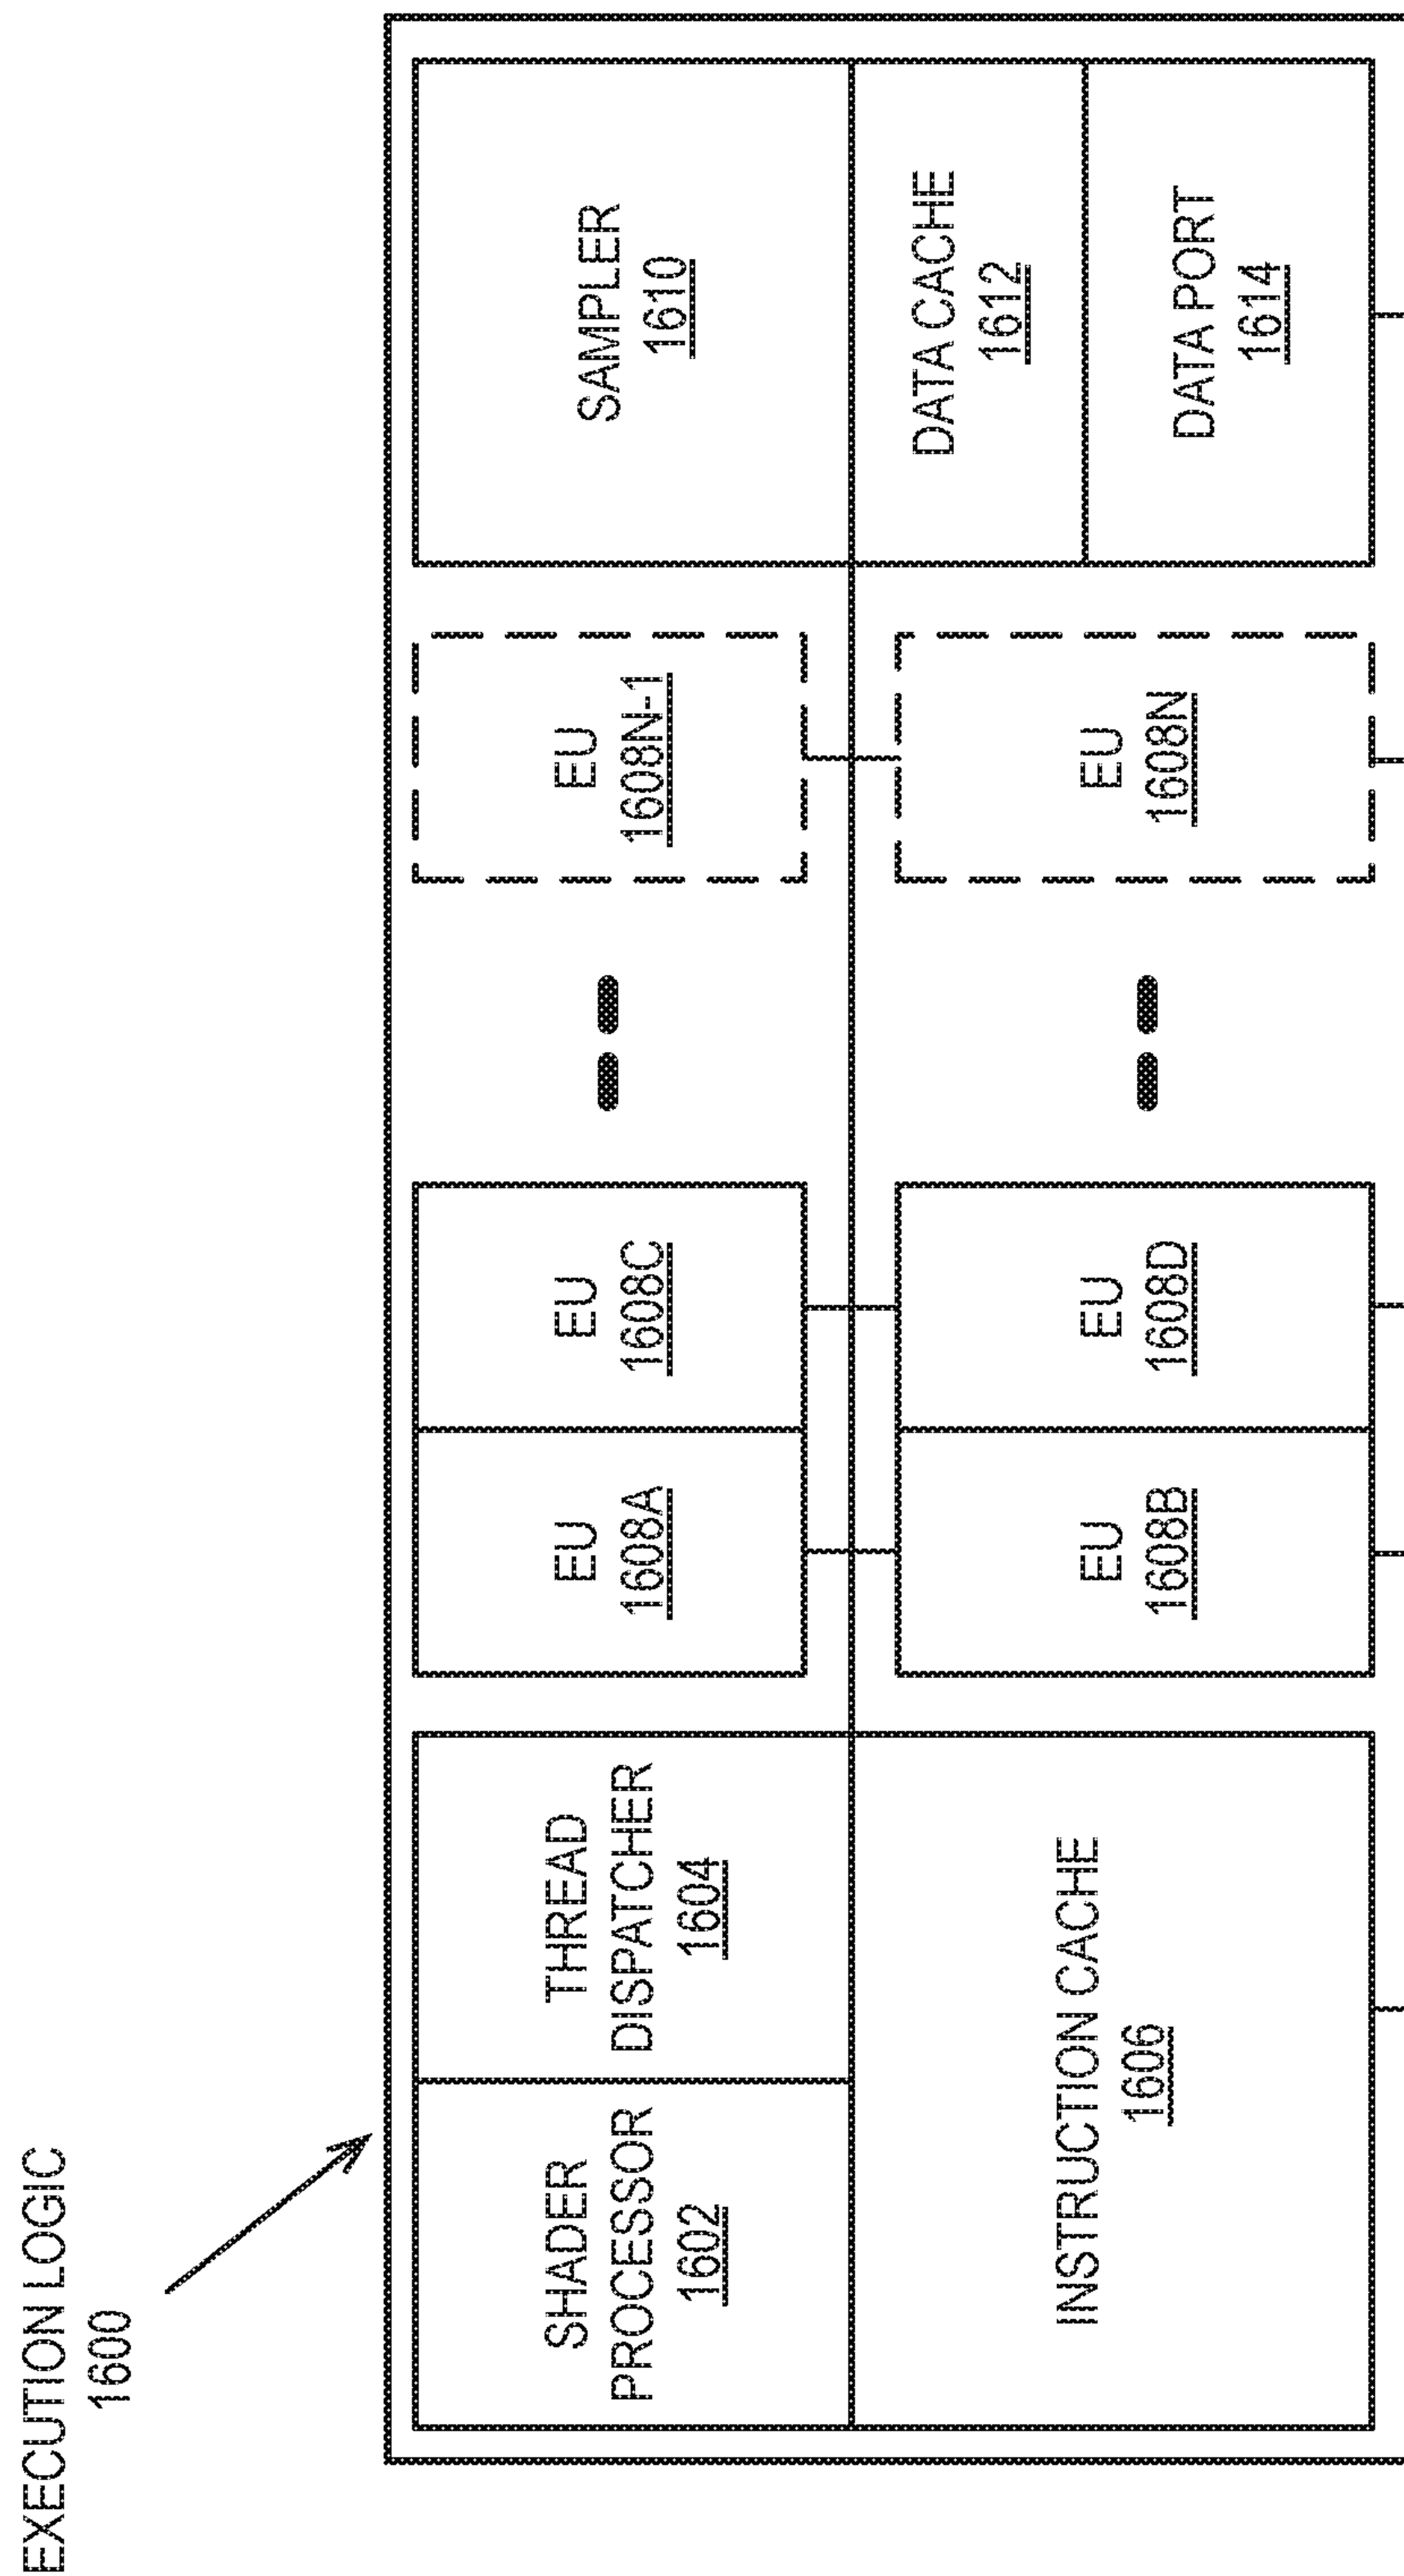 EXECUTION LOGIC
1600
SHADER
PROCESSOR
1602
THREAD
DISPATCHER
1604
INSTRUCTION CACHE
1606
EU
1608A
EU
1608C
EU
1608N-1
EU
1608B
EU
1608D
EU
1608N
SAMPLER
1610
DATA CACHE
1612
DATA PORT
1614